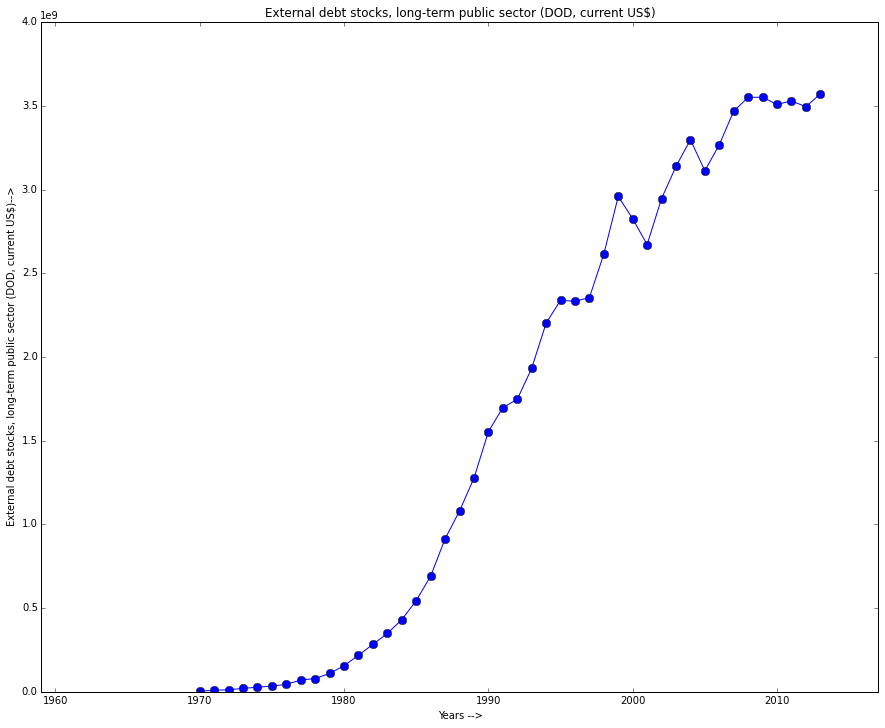 External debt stocks, long-term public sector (DOD, current US$)
1e9
4.0
3.5
3.0
2.5
2.0
1.5
1.0
0.5
0.0
External debt stocks, long-term public sector (DOD, current US$)-->
1960 1970 1980 1990 2000 2010
Years -->